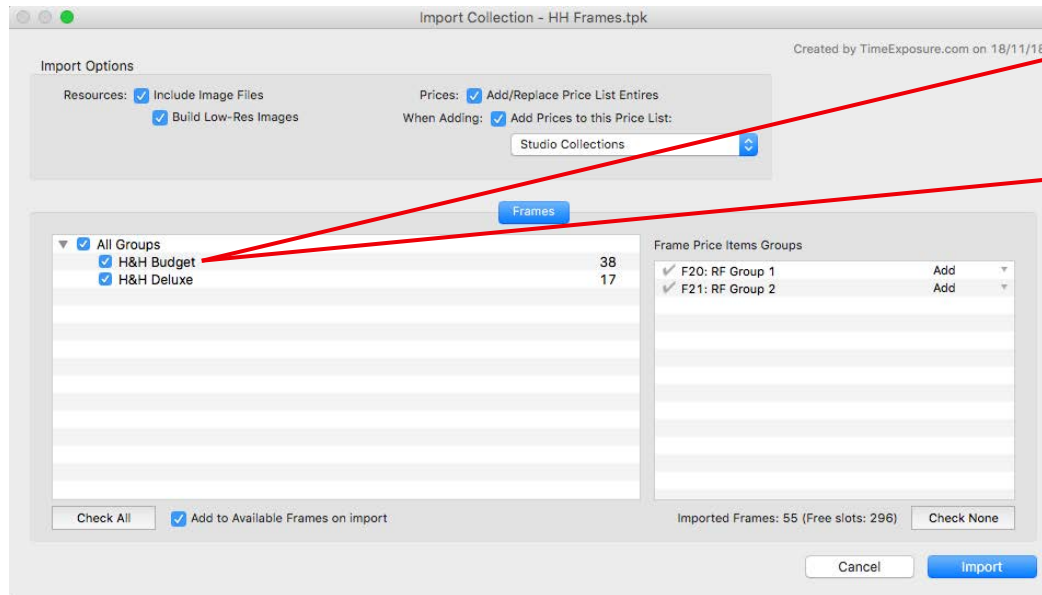 Import Collection - HH Frames.tpk
Created by TimeExposure.com on 18/11/18
Import Options
Resources: Include Image Files
Build Low-Res Images
Prices: Add/Replace Price List Entires
When Adding: Add Prices to this Price List:
Studio Collections
Frames
All Groups
H&H Budget 38
H&H Deluxe 17
Frame Price Items Groups
F20: RF Group 1 Add
F21: RF Group 2 Add
Check All
Add to Available Frames on import
Imported Frames: 55 (Free slots: 296)
Check None
Cancel
Import